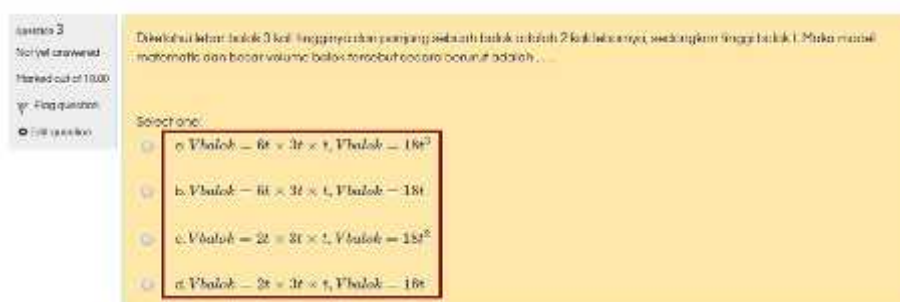 Question 3
Not yet answered
Marked out of 10.00
Flag question
Edit question
Diketahui lebar balok 3 kali tingginya dan panjang sebuah balok adalah 2 kali lebarnya, sedangkan tinggi balok t. Maka model
matematis dan besar volume balok tersebut secara berurut adalah ....
Select one:
a. Vbalok = 6t × 3t × t, Vbalok = 18t³
b. Vbalok = 6t × 3t × t, Vbalok = 18t
c. Vbalok = 2t × 3t × t, Vbalok = 18t²
d. Vbalok = 2t × 3t × t, Vbalok = 18t